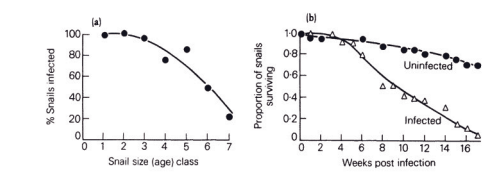 (a)
% Snails infected
100
80
60
40
20
0
0 1 2 3 4 5 6 7
Snail size (age) class
(b)
Proportion of snails
surviving
1·0
0·8
0·6
0·4
0·2
0
Uninfected
Infected
0 2 4 6 8 10 12 14 16
Weeks post infection